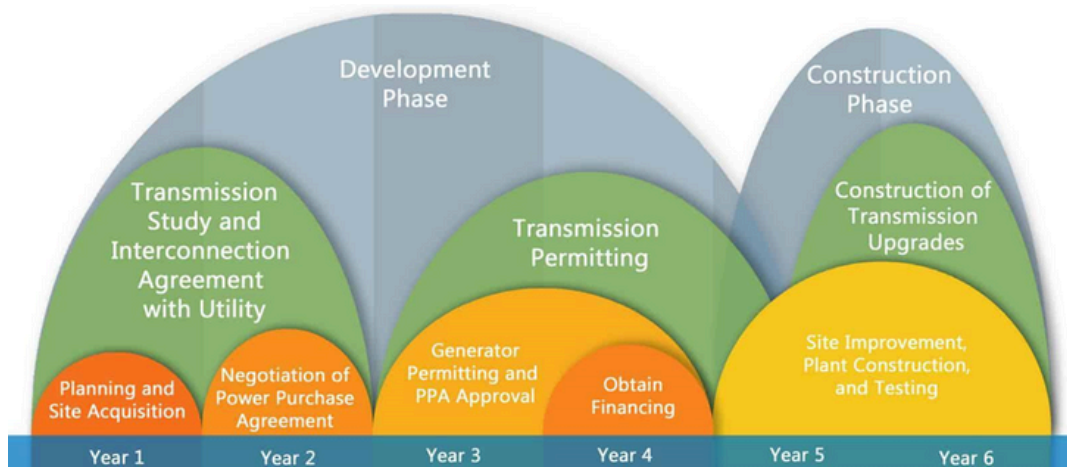 Development
Phase
Construction
Phase
Transmission
Study and
Interconnection
Agreement
with Utility
Transmission
Permitting
Construction of
Transmission
Upgrades
Planning and
Site Acquisition
Negotiation of
Power Purchase
Agreement
Generator
Permitting and
PPA Approval
Obtain
Financing
Site Improvement,
Plant Construction,
and Testing
Year 1
Year 2
Year 3
Year 4
Year 5
Year 6